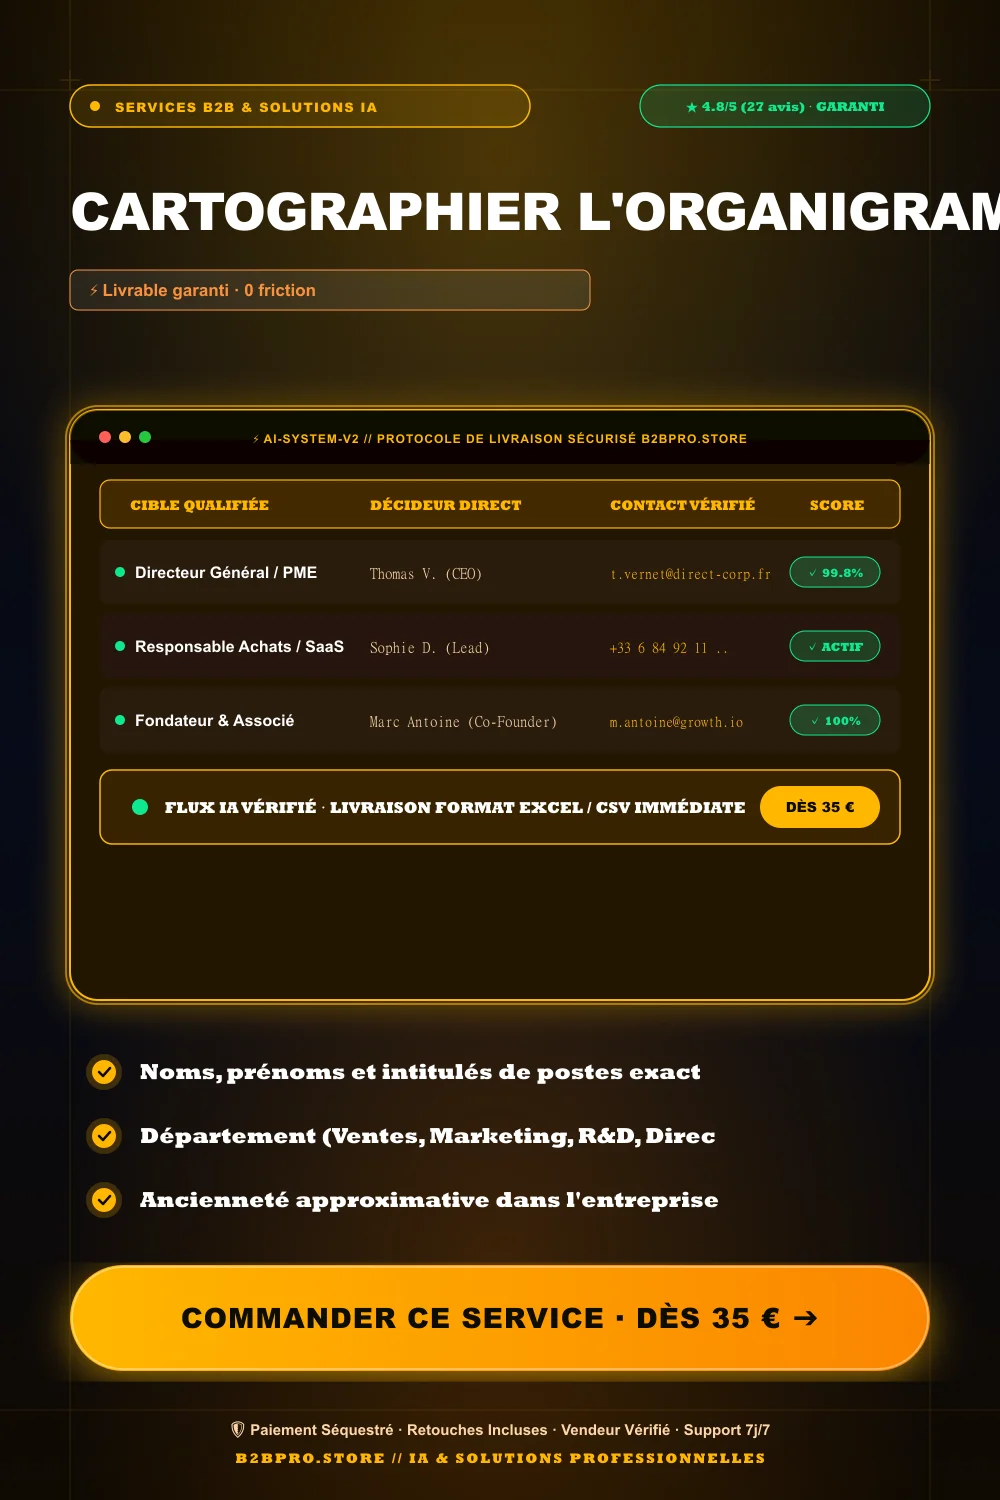 SERVICES B2B & SOLUTIONS IA
★ 4.8/5 (27 avis) · GARANTI
CARTOGRAPHIER L'ORGANIGRAM
⚡ Livrable garanti · 0 friction
⚡ AI-SYSTEM-V2 // PROTOCOLE DE LIVRAISON SÉCURISÉ B2BPRO.STORE
CIBLE QUALIFIÉE DÉCIDEUR DIRECT CONTACT VÉRIFIÉ SCORE
Directeur Général / PME Thomas V. (CEO) t.vernet@direct-corp.fr ✓ 99.8%
Responsable Achats / SaaS Sophie D. (Lead) +33 6 84 92 11 .. ✓ ACTIF
Fondateur & Associé Marc Antoine (Co-Founder) m.antoine@growth.io ✓ 100%
FLUX IA VÉRIFIÉ · LIVRAISON FORMAT EXCEL / CSV IMMÉDIATE DÈS 35 €
Noms, prénoms et intitulés de postes exact
Département (Ventes, Marketing, R&D, Direc
Ancienneté approximative dans l'entreprise
COMMANDER CE SERVICE · DÈS 35 € →
🛡 Paiement Séquestré · Retouches Incluses · Vendeur Vérifié · Support 7j/7
B2BPRO.STORE // IA & SOLUTIONS PROFESSIONNELLES